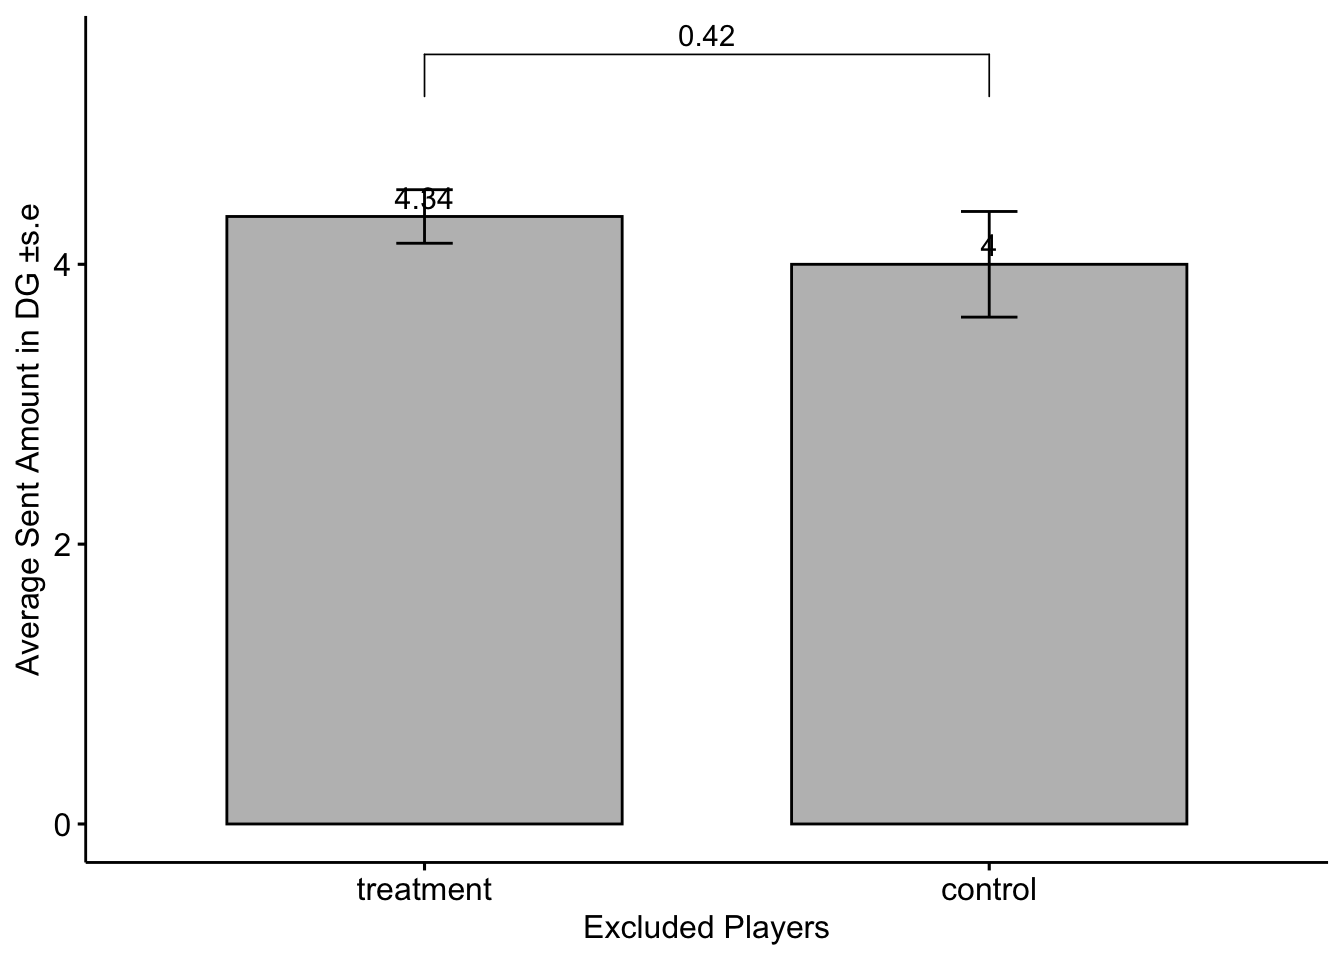 0.42
4.34
4
Average Sent Amount in DG ±s.e
4
2
0
treatment
control
Excluded Players